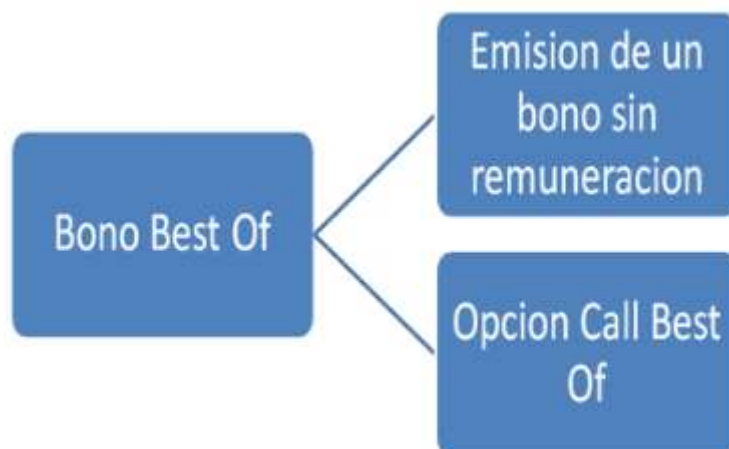 Bono Best Of
Emision de un
bono sin
remuneracion
Opcion Call Best
Of